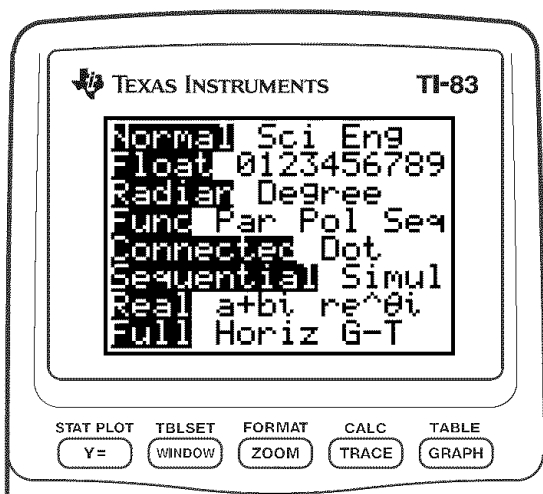 TEXAS INSTRUMENTS TI-83
Normal Sci Eng
Float 0123456789
Radian Degree
Func Par Pol Seq
Connected Dot
Sequential Simul
Real a+bi re^θi
Full Horiz G-T
STAT PLOT TBLSET FORMAT CALC TABLE
Y= WINDOW ZOOM TRACE GRAPH